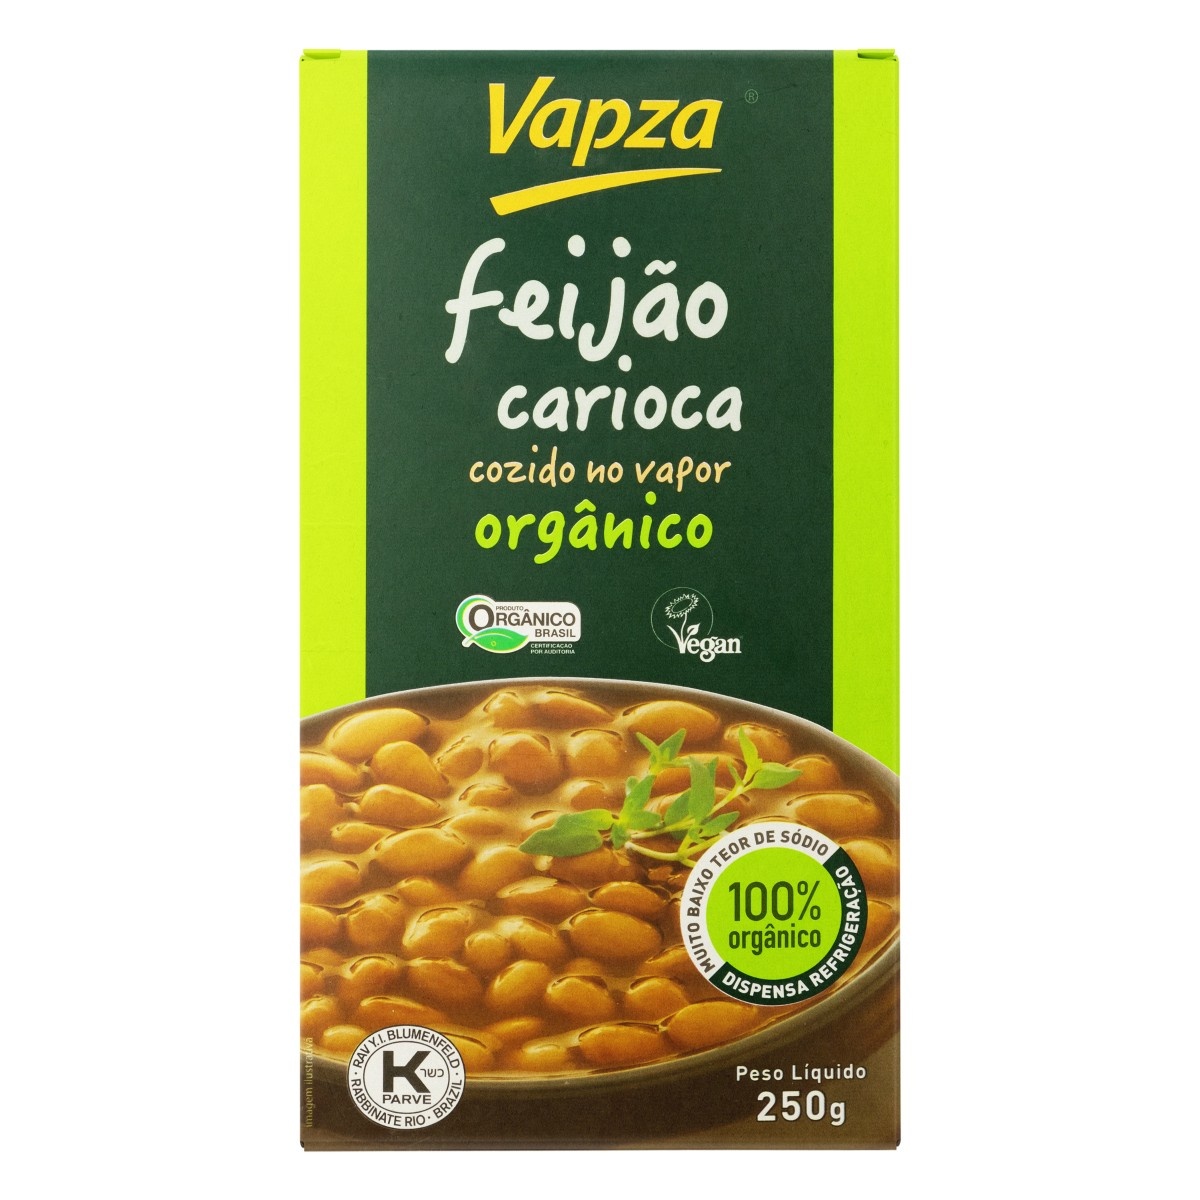 Vapza ®
feijão
carioca
cozido no vapor
orgânico
PRODUTO
ORGÂNICO
BRASIL
CERTIFICAÇÃO
POR AUDITORIA
Vegan
MUITO BAIXO TEOR DE SÓDIO
100%
orgânico
DISPENSA REFRIGERAÇÃO
RAV Y.I. BLUMENFELD
K כשר
PARVE
· RABBINATE RIO · BRAZIL ·
imagem ilustrativa
Peso Líquido
250g